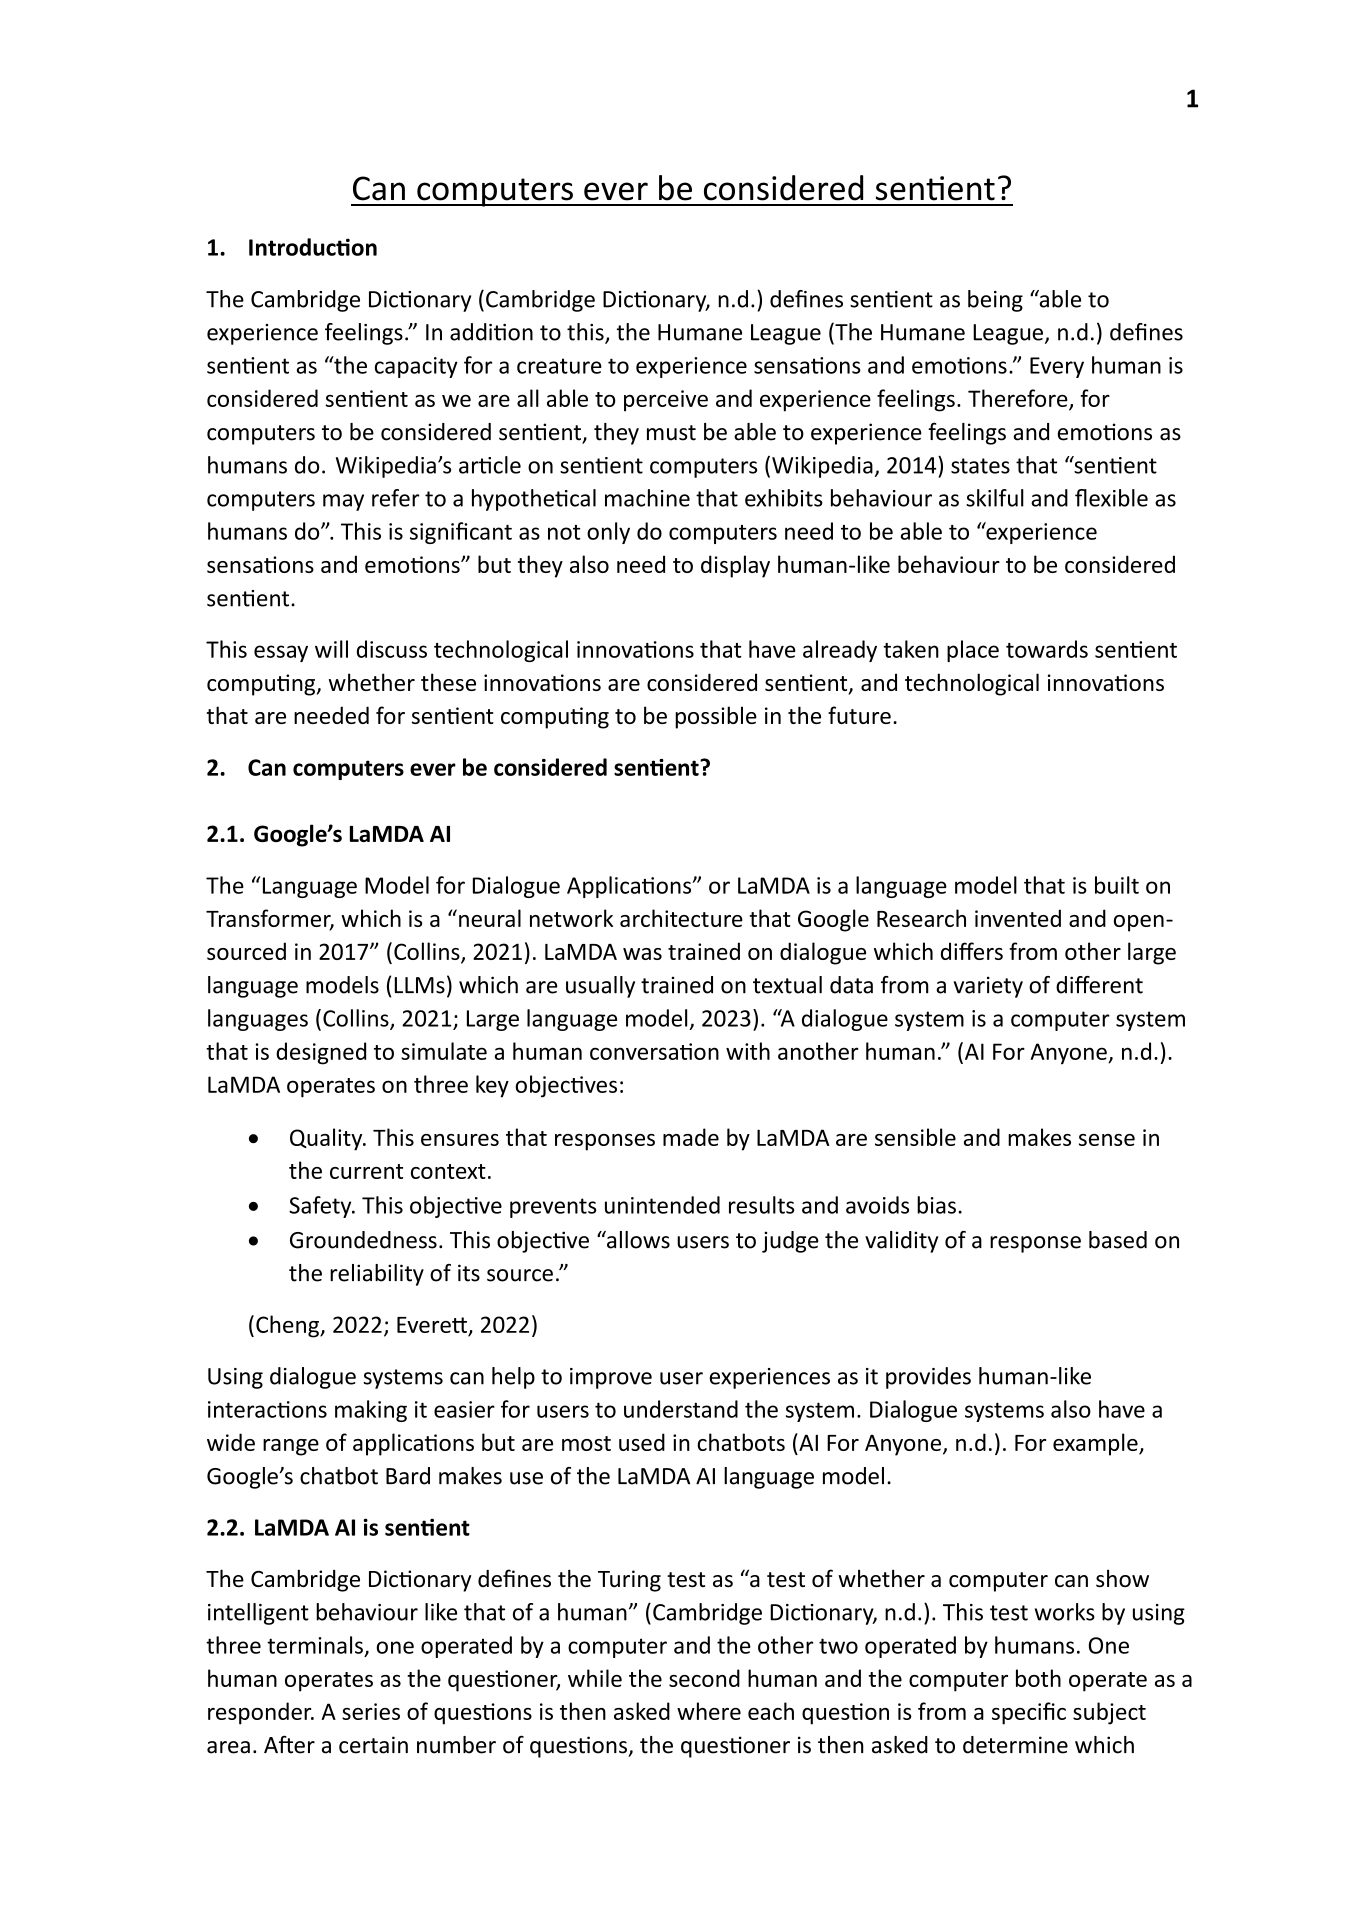 1
Can computers ever be considered sentient?
1. Introduction
The Cambridge Dictionary (Cambridge Dictionary, n.d.) defines sentient as being “able to
experience feelings.” In addition to this, the Humane League (The Humane League, n.d.) defines
sentient as “the capacity for a creature to experience sensations and emotions.” Every human is
considered sentient as we are all able to perceive and experience feelings. Therefore, for
computers to be considered sentient, they must be able to experience feelings and emotions as
humans do. Wikipedia’s article on sentient computers (Wikipedia, 2014) states that “sentient
computers may refer to a hypothetical machine that exhibits behaviour as skilful and flexible as
humans do”. This is significant as not only do computers need to be able to “experience
sensations and emotions” but they also need to display human-like behaviour to be considered
sentient.
This essay will discuss technological innovations that have already taken place towards sentient
computing, whether these innovations are considered sentient, and technological innovations
that are needed for sentient computing to be possible in the future.
2. Can computers ever be considered sentient?
2.1. Google’s LaMDA AI
The “Language Model for Dialogue Applications” or LaMDA is a language model that is built on
Transformer, which is a “neural network architecture that Google Research invented and open-
sourced in 2017” (Collins, 2021). LaMDA was trained on dialogue which differs from other large
language models (LLMs) which are usually trained on textual data from a variety of different
languages (Collins, 2021; Large language model, 2023). “A dialogue system is a computer system
that is designed to simulate a human conversation with another human.” (AI For Anyone, n.d.).
LaMDA operates on three key objectives:
• Quality. This ensures that responses made by LaMDA are sensible and makes sense in
the current context.
• Safety. This objective prevents unintended results and avoids bias.
• Groundedness. This objective “allows users to judge the validity of a response based on
the reliability of its source.”
(Cheng, 2022; Everett, 2022)
Using dialogue systems can help to improve user experiences as it provides human-like
interactions making it easier for users to understand the system. Dialogue systems also have a
wide range of applications but are most used in chatbots (AI For Anyone, n.d.). For example,
Google’s chatbot Bard makes use of the LaMDA AI language model.
2.2. LaMDA AI is sentient
The Cambridge Dictionary defines the Turing test as “a test of whether a computer can show
intelligent behaviour like that of a human” (Cambridge Dictionary, n.d.). This test works by using
three terminals, one operated by a computer and the other two operated by humans. One
human operates as the questioner, while the second human and the computer both operate as a
responder. A series of questions is then asked where each question is from a specific subject
area. After a certain number of questions, the questioner is then asked to determine which